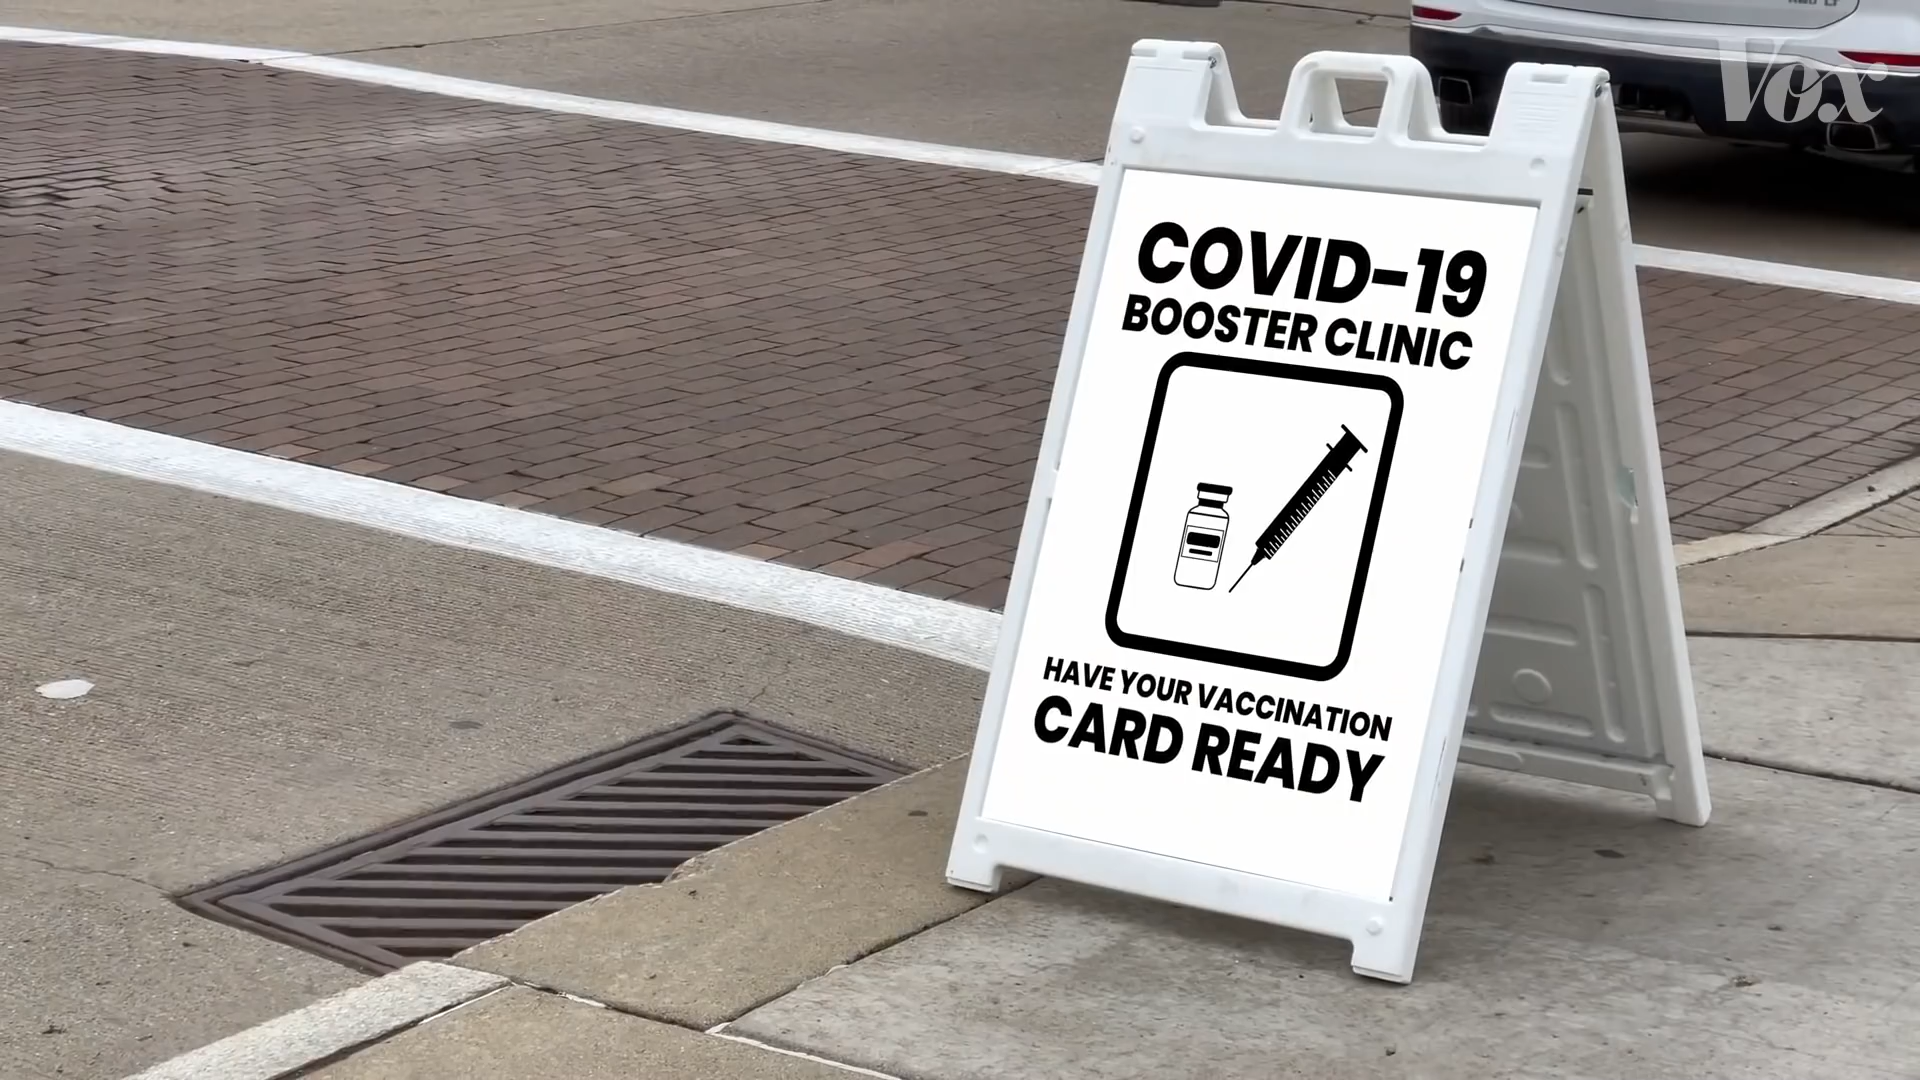 Vox
COVID-19
BOOSTER CLINIC
HAVE YOUR VACCINATION
CARD READY